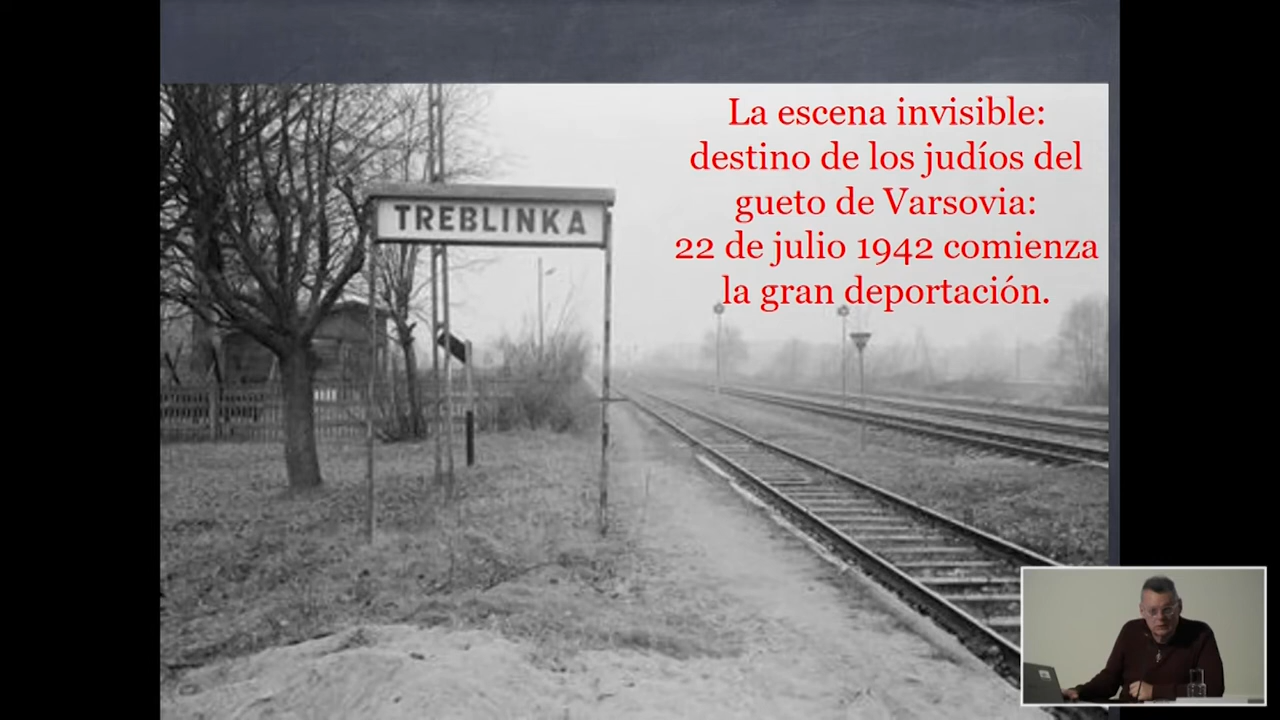 La escena invisible:
destino de los judíos del
gueto de Varsovia:
22 de julio 1942 comienza
la gran deportación.
TREBLINKA